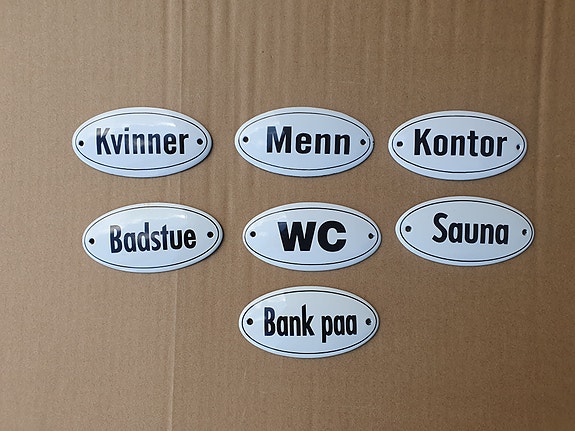 Kvinner
Menn
Kontor
Badstue
WC
Sauna
Bank paa